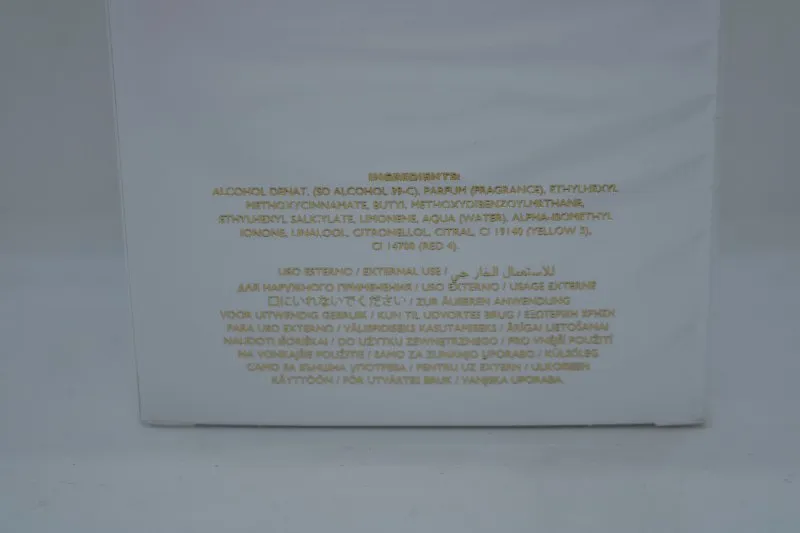 INGREDIENTS:
ALCOHOL DENAT. (SD ALCOHOL 39-C), PARFUM (FRAGRANCE), ETHYLHEXYL
METHOXYCINNAMATE, BUTYL METHOXYDIBENZOYLMETHANE,
ETHYLHEXYL SALICYLATE, LIMONENE, AQUA (WATER), ALPHA-ISOMETHYL
IONONE, LINALOOL, CITRONELLOL, CITRAL, CI 19140 (YELLOW 5),
CI 14700 (RED 4).
USO ESTERNO / EXTERNAL USE / للاستعمال الخارجي
ДЛЯ НАРУЖНОГО ПРИМЕНЕНИЯ / USO EXTERNO / USAGE EXTERNE
口にいれないでください / ZUR ÄUßEREN ANWENDUNG
VOOR UITWENDIG GEBRUIK / KUN TIL UDVORTES BRUG / ΕΞΩΤΕΡΙΚΗ ΧΡΗΣΗ
PARA USO EXTERNO / VÄLISPIDISEKS KASUTAMISEKS / ĀRĪGAI LIETOŠANAI
NAUDOTI IŠORIŠKAI / DO UŻYTKU ZEWNĘTRZNEGO / PRO VNĚJŠÍ POUŽITÍ
NA VONKAJŠIE POUŽITIE / SAMO ZA ZUNANJO UPORABO / KÜLSŐLEG
САМО ЗА ВЪНШНА УПОТРЕБА / PENTRU UZ EXTERN / ULKOISEEN
KÄYTTÖÖN / FÖR UTVÄRTES BRUK / VANJSKA UPORABA